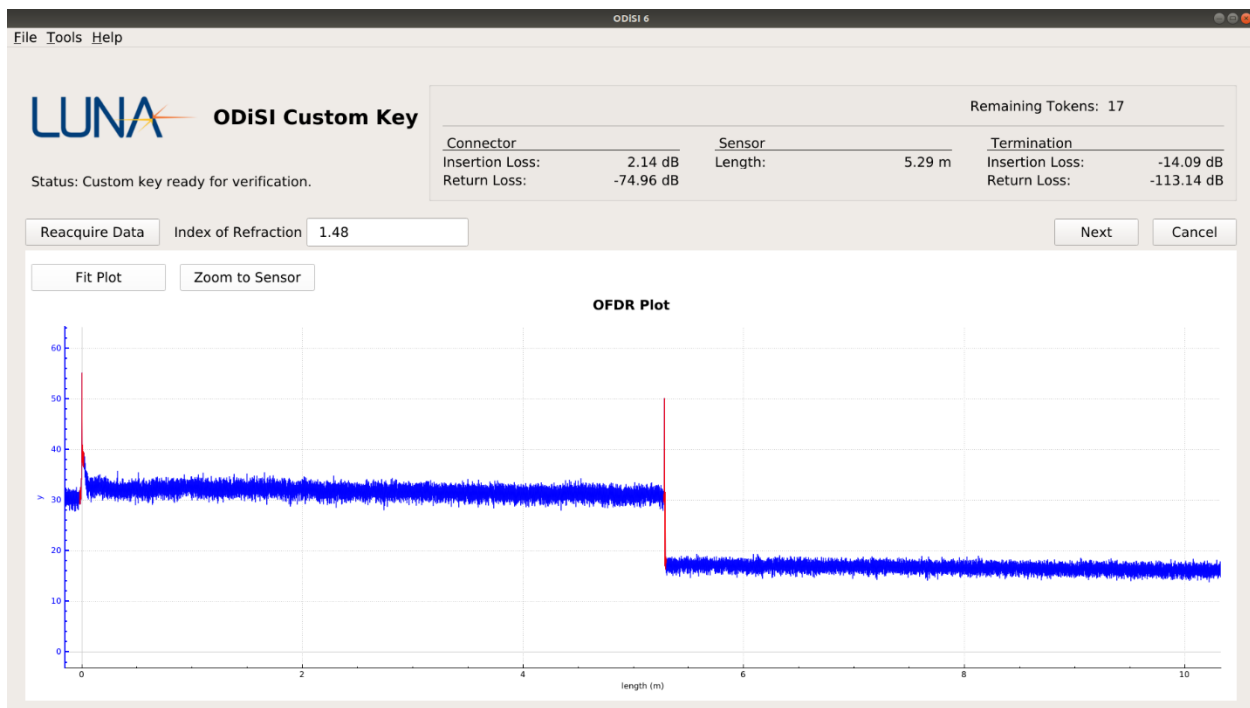 ODiSI 6
File Tools Help
LUNA
ODiSI Custom Key
Status: Custom key ready for verification.
Remaining Tokens: 17
Connector
Insertion Loss: 2.14 dB
Return Loss: -74.96 dB
Sensor
Length: 5.29 m
Termination
Insertion Loss: -14.09 dB
Return Loss: -113.14 dB
Reacquire Data Index of Refraction 1.48 Next Cancel
Fit Plot Zoom to Sensor
OFDR Plot
60
50
40
y
30
20
10
0
0 2 4 6 8 10
length (m)